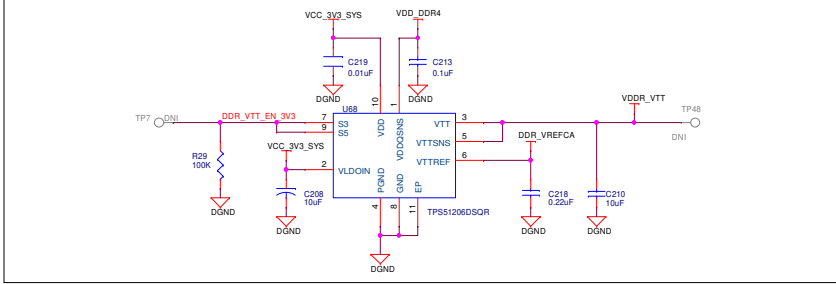 VCC_3V3_SYS
VDD_DDR4
C219
0.01uF
C213
0.1uF
DGND
DGND
U68
10
1
TP7
DNI
DDR_VTT_EN_3V3
7
9
S3
S5
VDD
VDDQSNS
VTT
3
VDDR_VTT
TP48
DNI
VTTSNS
5
DDR_VREFCA
VTTREF
6
R29
100K
VCC_3V3_SYS
2
VLDOIN
PGND
GND
EP
C208
10uF
C218
0.22uF
C210
10uF
4
8
11
TPS51206DSQR
DGND
DGND
DGND
DGND
DGND